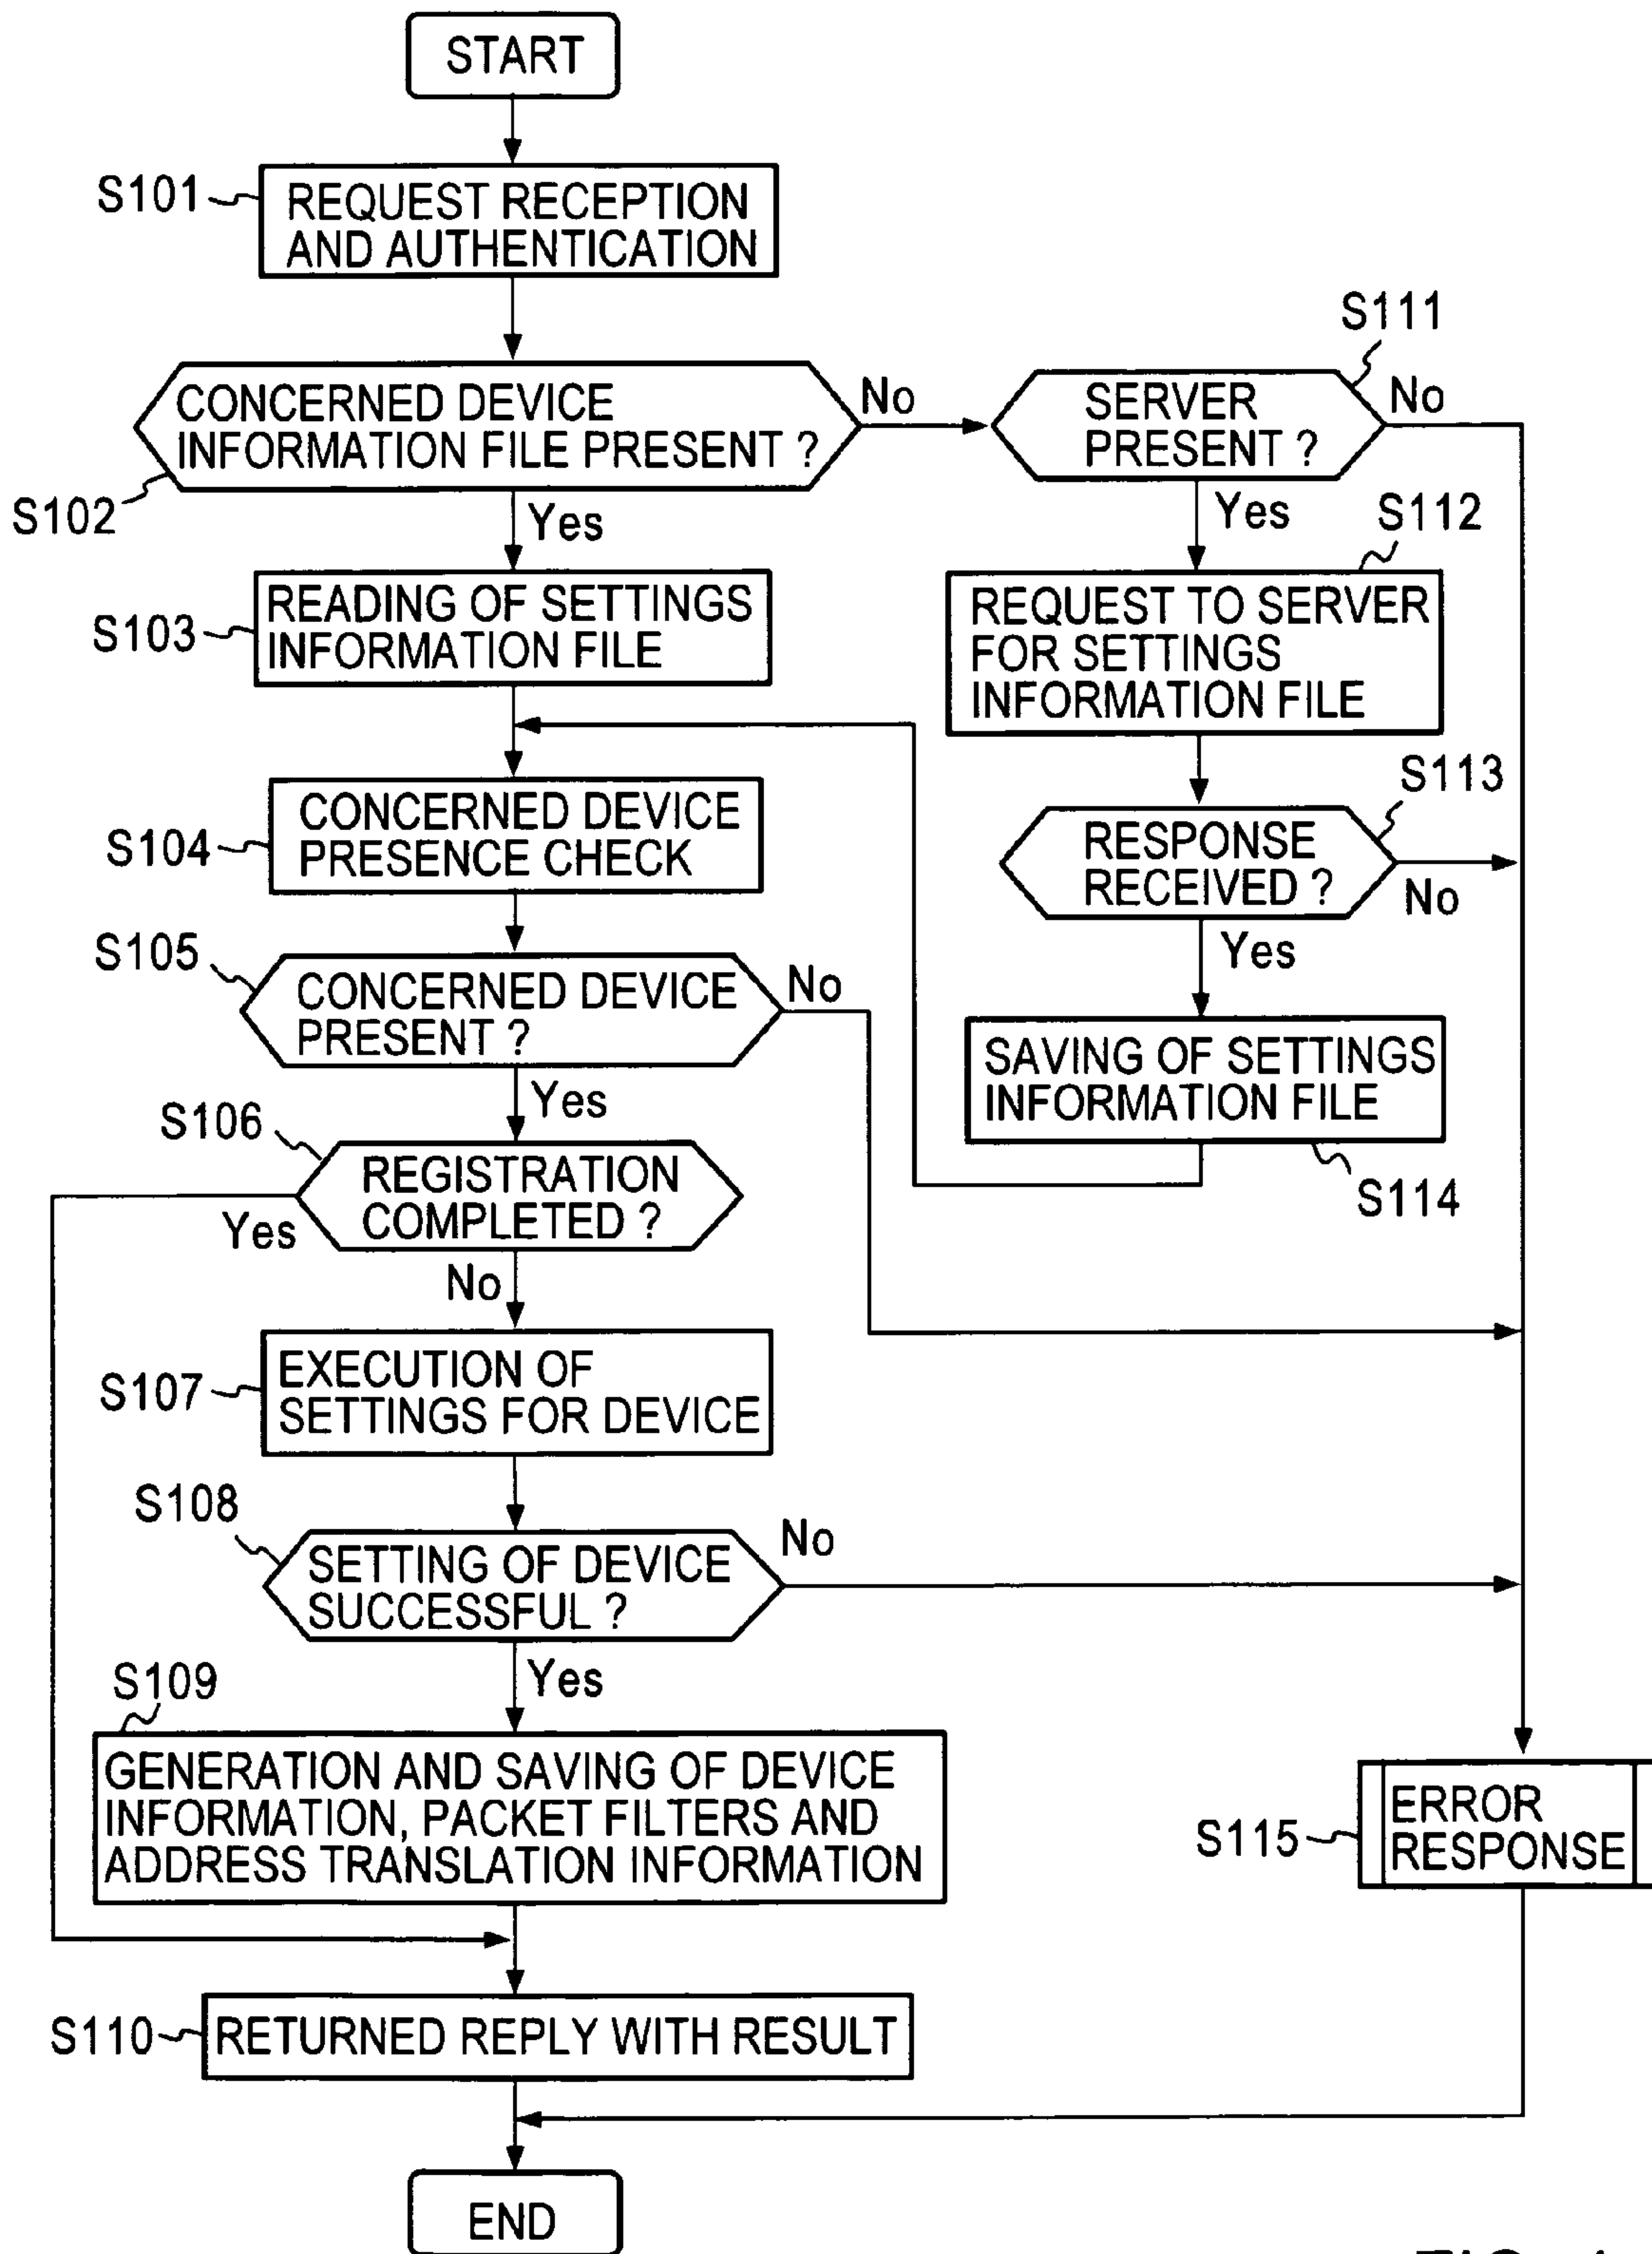 START
S101
REQUEST RECEPTION
AND AUTHENTICATION
S111
CONCERNED DEVICE
INFORMATION FILE PRESENT ?
No
SERVER
PRESENT ?
No
S102
Yes
Yes
S112
S103
READING OF SETTINGS
INFORMATION FILE
REQUEST TO SERVER
FOR SETTINGS
INFORMATION FILE
S104
CONCERNED DEVICE
PRESENCE CHECK
S113
RESPONSE
RECEIVED ?
No
Yes
S105
CONCERNED DEVICE
PRESENT ?
No
Yes
SAVING OF SETTINGS
INFORMATION FILE
S114
S106
REGISTRATION
COMPLETED ?
Yes
No
S107
EXECUTION OF
SETTINGS FOR DEVICE
S108
SETTING OF DEVICE
SUCCESSFUL ?
No
Yes
S109
GENERATION AND SAVING OF DEVICE
INFORMATION, PACKET FILTERS AND
ADDRESS TRANSLATION INFORMATION
S115
ERROR
RESPONSE
S110
RETURNED REPLY WITH RESULT
END